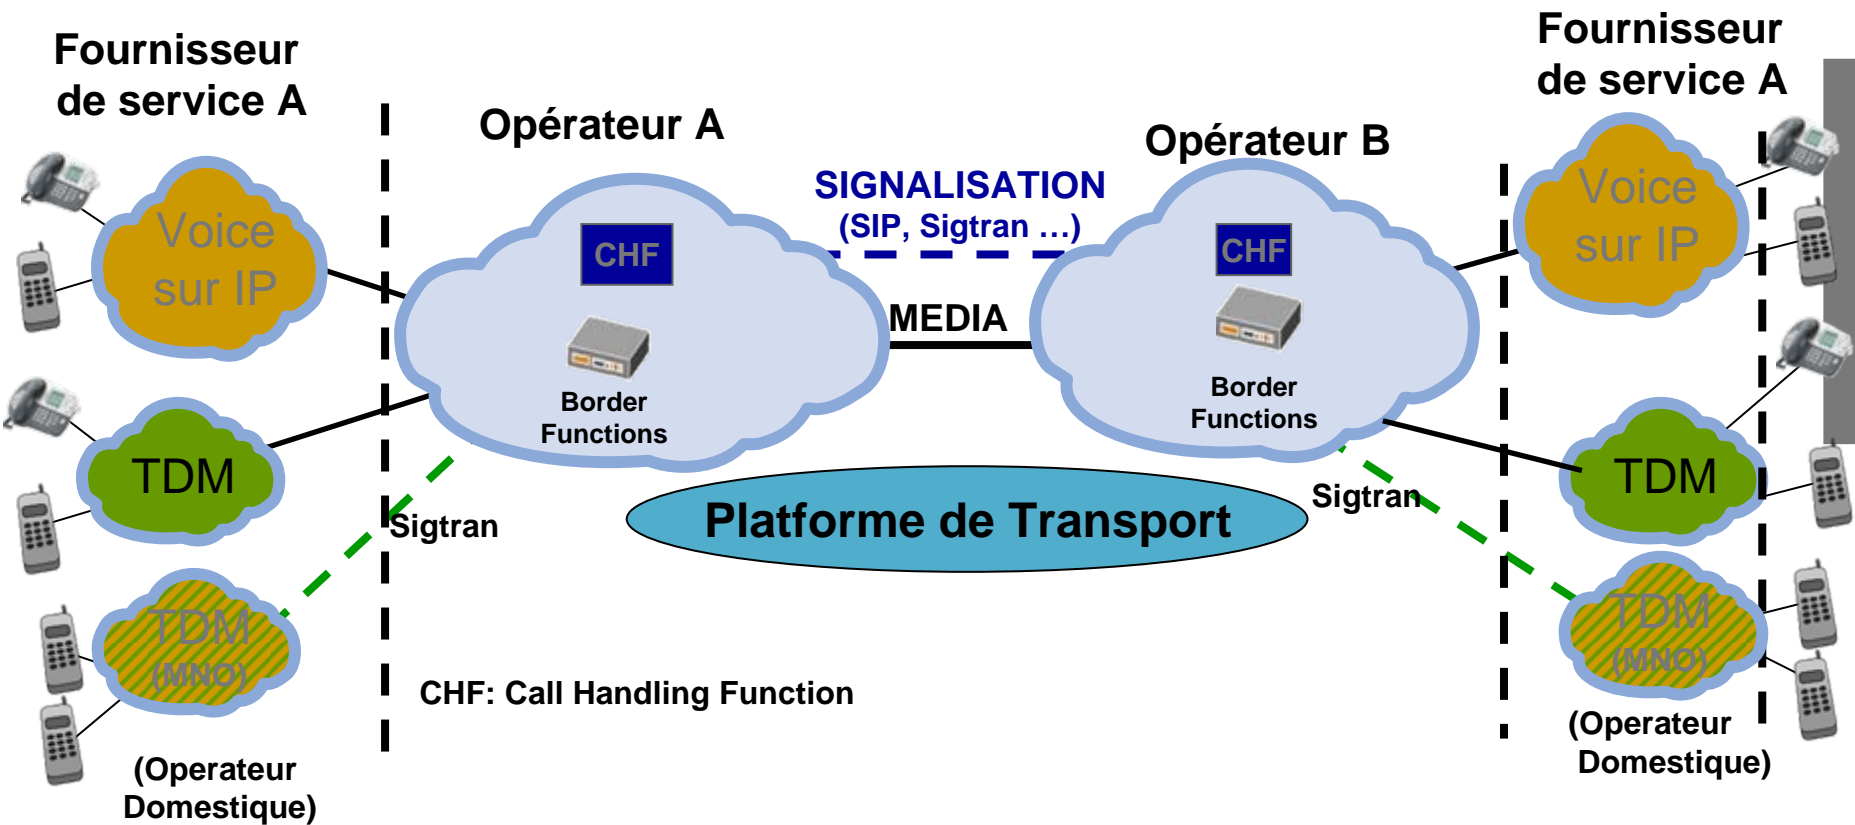 Fournisseur
de service A
Opérateur A
Opérateur B
Fournisseur
de service A
SIGNALISATION
(SIP, Sigtran ...)
Voice
sur IP
CHF
CHF
Voice
sur IP
MEDIA
Border
Functions
Border
Functions
TDM
Sigtran
Platforme de Transport
Sigtran
TDM
TDM
(MNO)
TDM
(MNO)
CHF: Call Handling Function
(Operateur
Domestique)
(Operateur
Domestique)